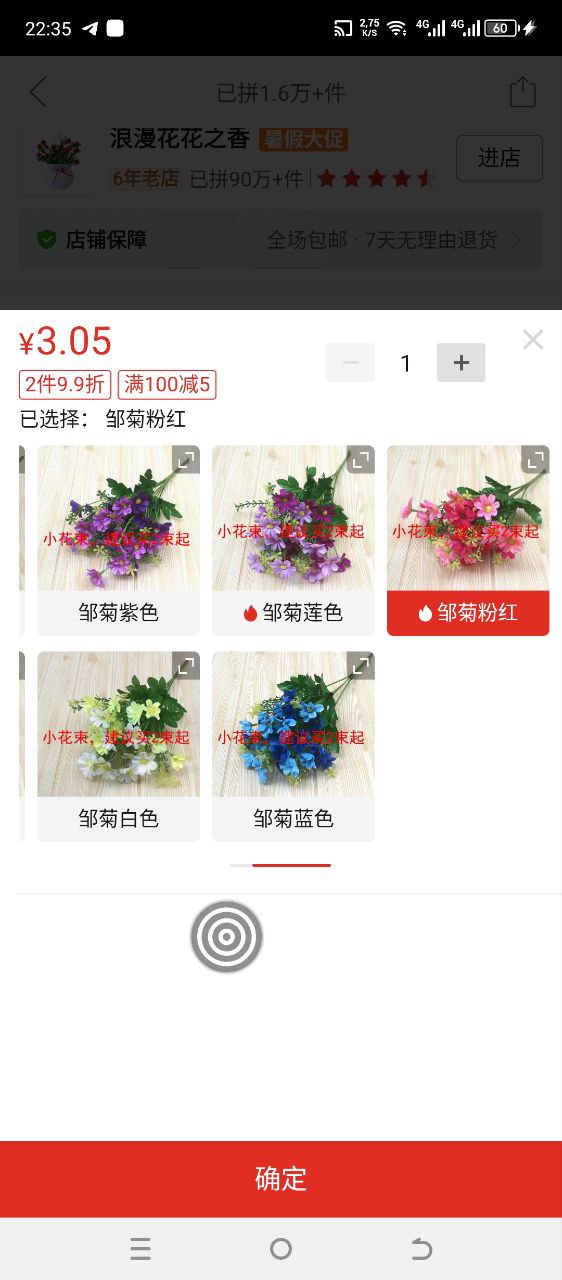 22:35
2,75
K/S
4G
4G
60
已拼1.6万+件
浪漫花花之香 暑假大促
进店
6年老店 已拼90万+件
店铺保障
全场包邮 · 7天无理由退货
¥3.05
1
2件9.9折 满100减5
已选择： 邹菊粉红
小花束，建议买2束起
小花束，建议买2束起
小花束，建议买2束起
邹菊紫色
邹菊莲色
邹菊粉红
小花束，建议买2束起
小花束，建议买2束起
邹菊白色
邹菊蓝色
确定